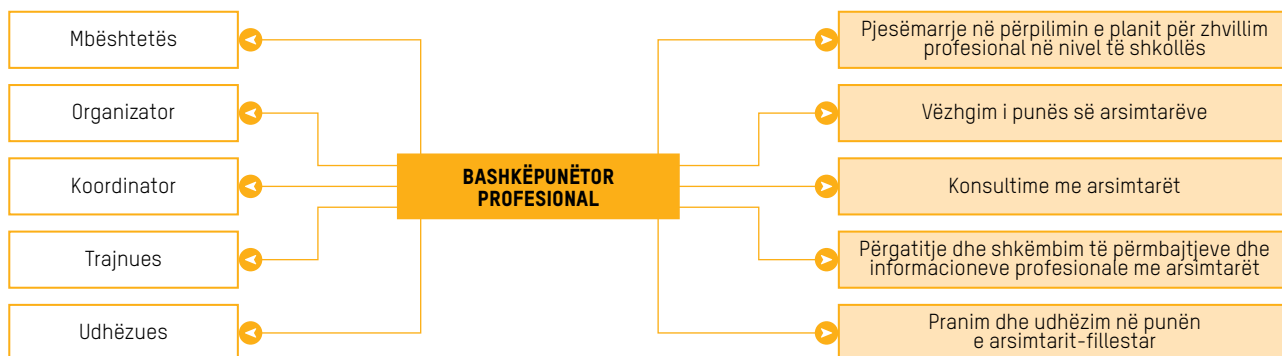 Mbështetës
Organizator
Koordinator
Trajnues
Udhëzues
BASHKËPUNËTOR
PROFESIONAL
Pjesëmarrje në përpilimin e planit për zhvillim
profesional në nivel të shkollës
Vëzhgim i punës së arsimtarëve
Konsultime me arsimtarët
Përgatitje dhe shkëmbim të përmbajtjeve dhe
informacioneve profesionale me arsimtarët
Pranim dhe udhëzim në punën
e arsimtarit-fillestar